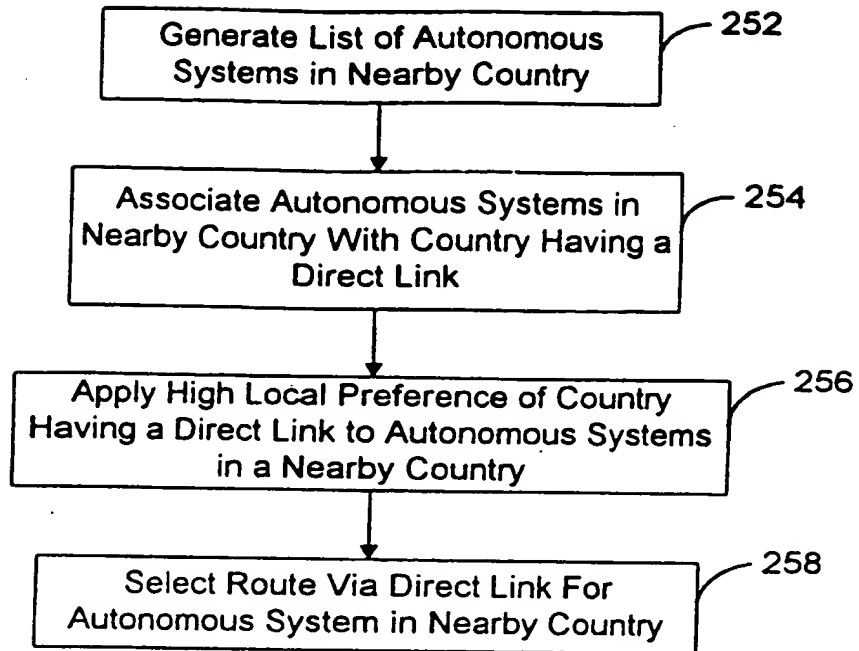 Generate List of Autonomous
Systems in Nearby Country
252
Associate Autonomous Systems in
Nearby Country With Country Having a
Direct Link
254
Apply High Local Preference of Country
Having a Direct Link to Autonomous Systems
in a Nearby Country
256
Select Route Via Direct Link For
Autonomous System in Nearby Country
258